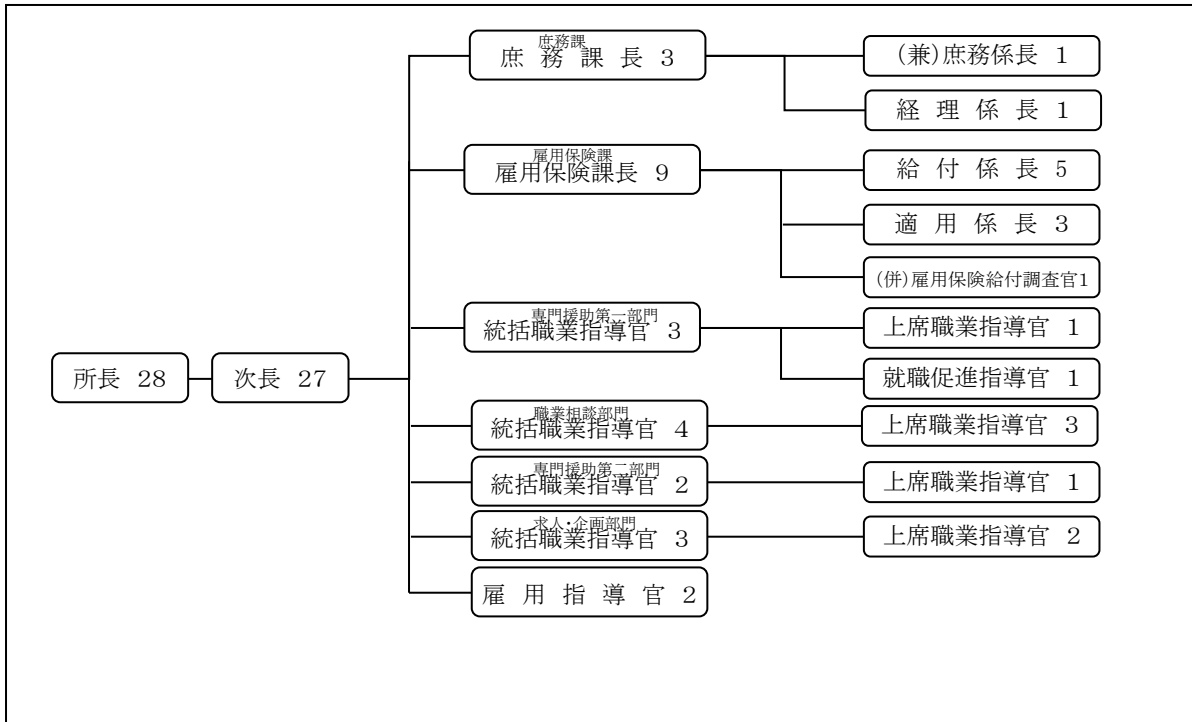 庶務課
庶 務 課 長 3
(兼)庶務係長 1
経 理 係 長 1
雇用保険課
雇用保険課長 9
給 付 係 長 5
適 用 係 長 3
(併)雇用保険給付調査官1
専門援助第一部門
統括職業指導官 3
上席職業指導官 1
就職促進指導官 1
所長 28
次長 27
職業相談部門
統括職業指導官 4
上席職業指導官 3
専門援助第二部門
統括職業指導官 2
上席職業指導官 1
求人・企画部門
統括職業指導官 3
上席職業指導官 2
雇 用 指 導 官 2